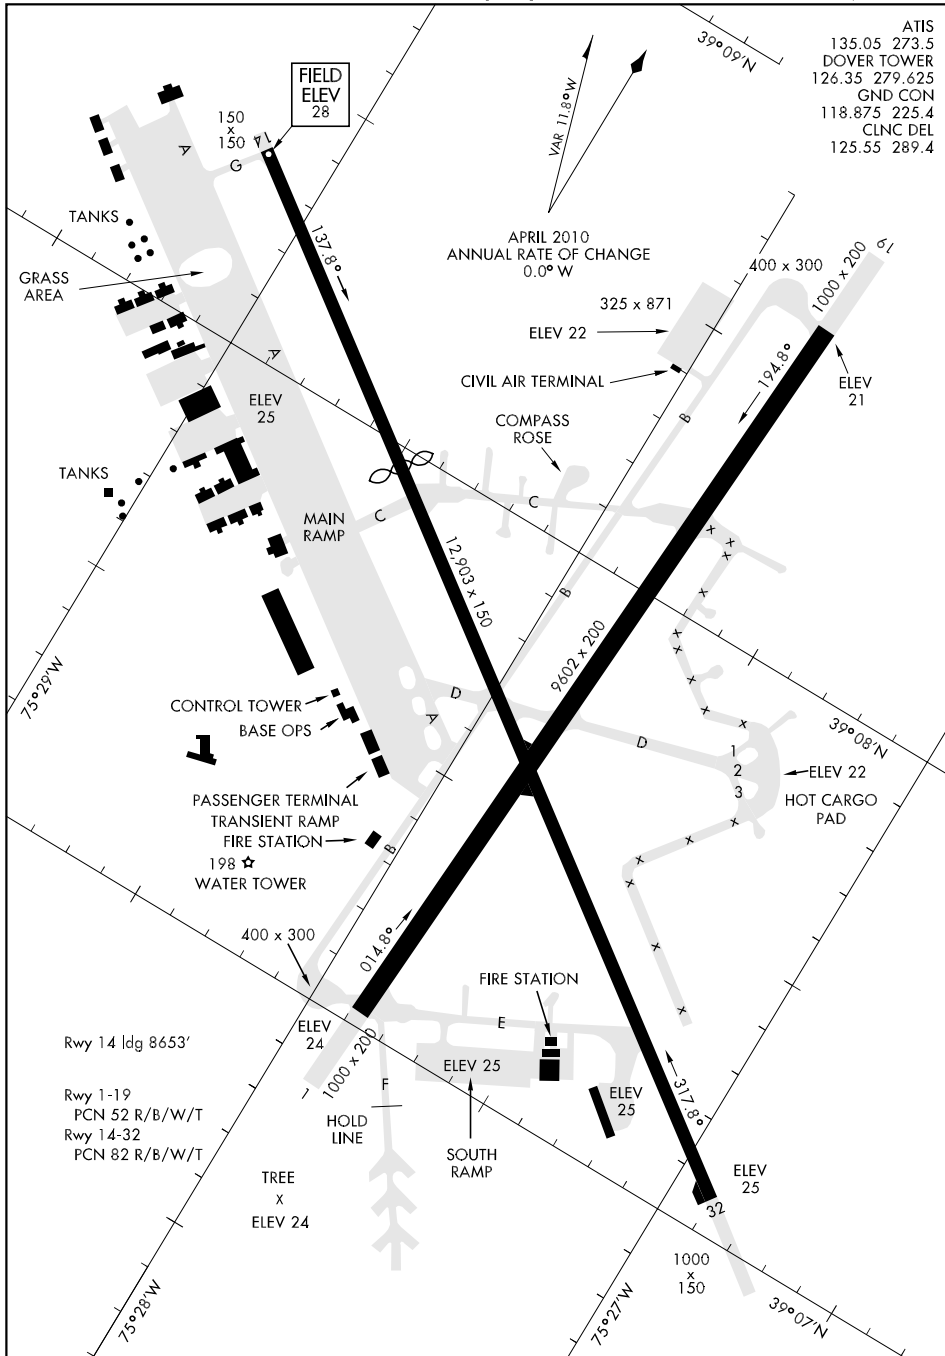 ATIS
135.05 273.5
DOVER TOWER
126.35 279.625
GND CON
118.875 225.4
CLNC DEL
125.55 289.4
39°09'N
FIELD
ELEV
28
150
x
150
14
A
G
VAR 11.8°W
TANKS
137.8°
APRIL 2010
ANNUAL RATE OF CHANGE
0.0° W
19
400 x 300
1000 x 200
GRASS
AREA
325 x 871
ELEV 22
A
CIVIL AIR TERMINAL
194.8°
ELEV
21
ELEV
25
B
COMPASS
ROSE
TANKS
MAIN
RAMP
C
C
12,903 x 150
B
9602 x 200
75°29'W
CONTROL TOWER
BASE OPS
D
A
D
39°08'N
1
2
3
ELEV 22
HOT CARGO
PAD
PASSENGER TERMINAL
TRANSIENT RAMP
FIRE STATION
B
198
WATER TOWER
400 x 300
014.8°
FIRE STATION
ELEV
24
E
Rwy 14 ldg 8653'
1000 x 200
1
F
ELEV 25
ELEV
25
317.8°
Rwy 1-19
PCN 52 R/B/W/T
Rwy 14-32
PCN 82 R/B/W/T
HOLD
LINE
SOUTH
RAMP
TREE
x
ELEV 24
ELEV
25
32
1000
x
150
75°28'W
75°27'W
39°07'N